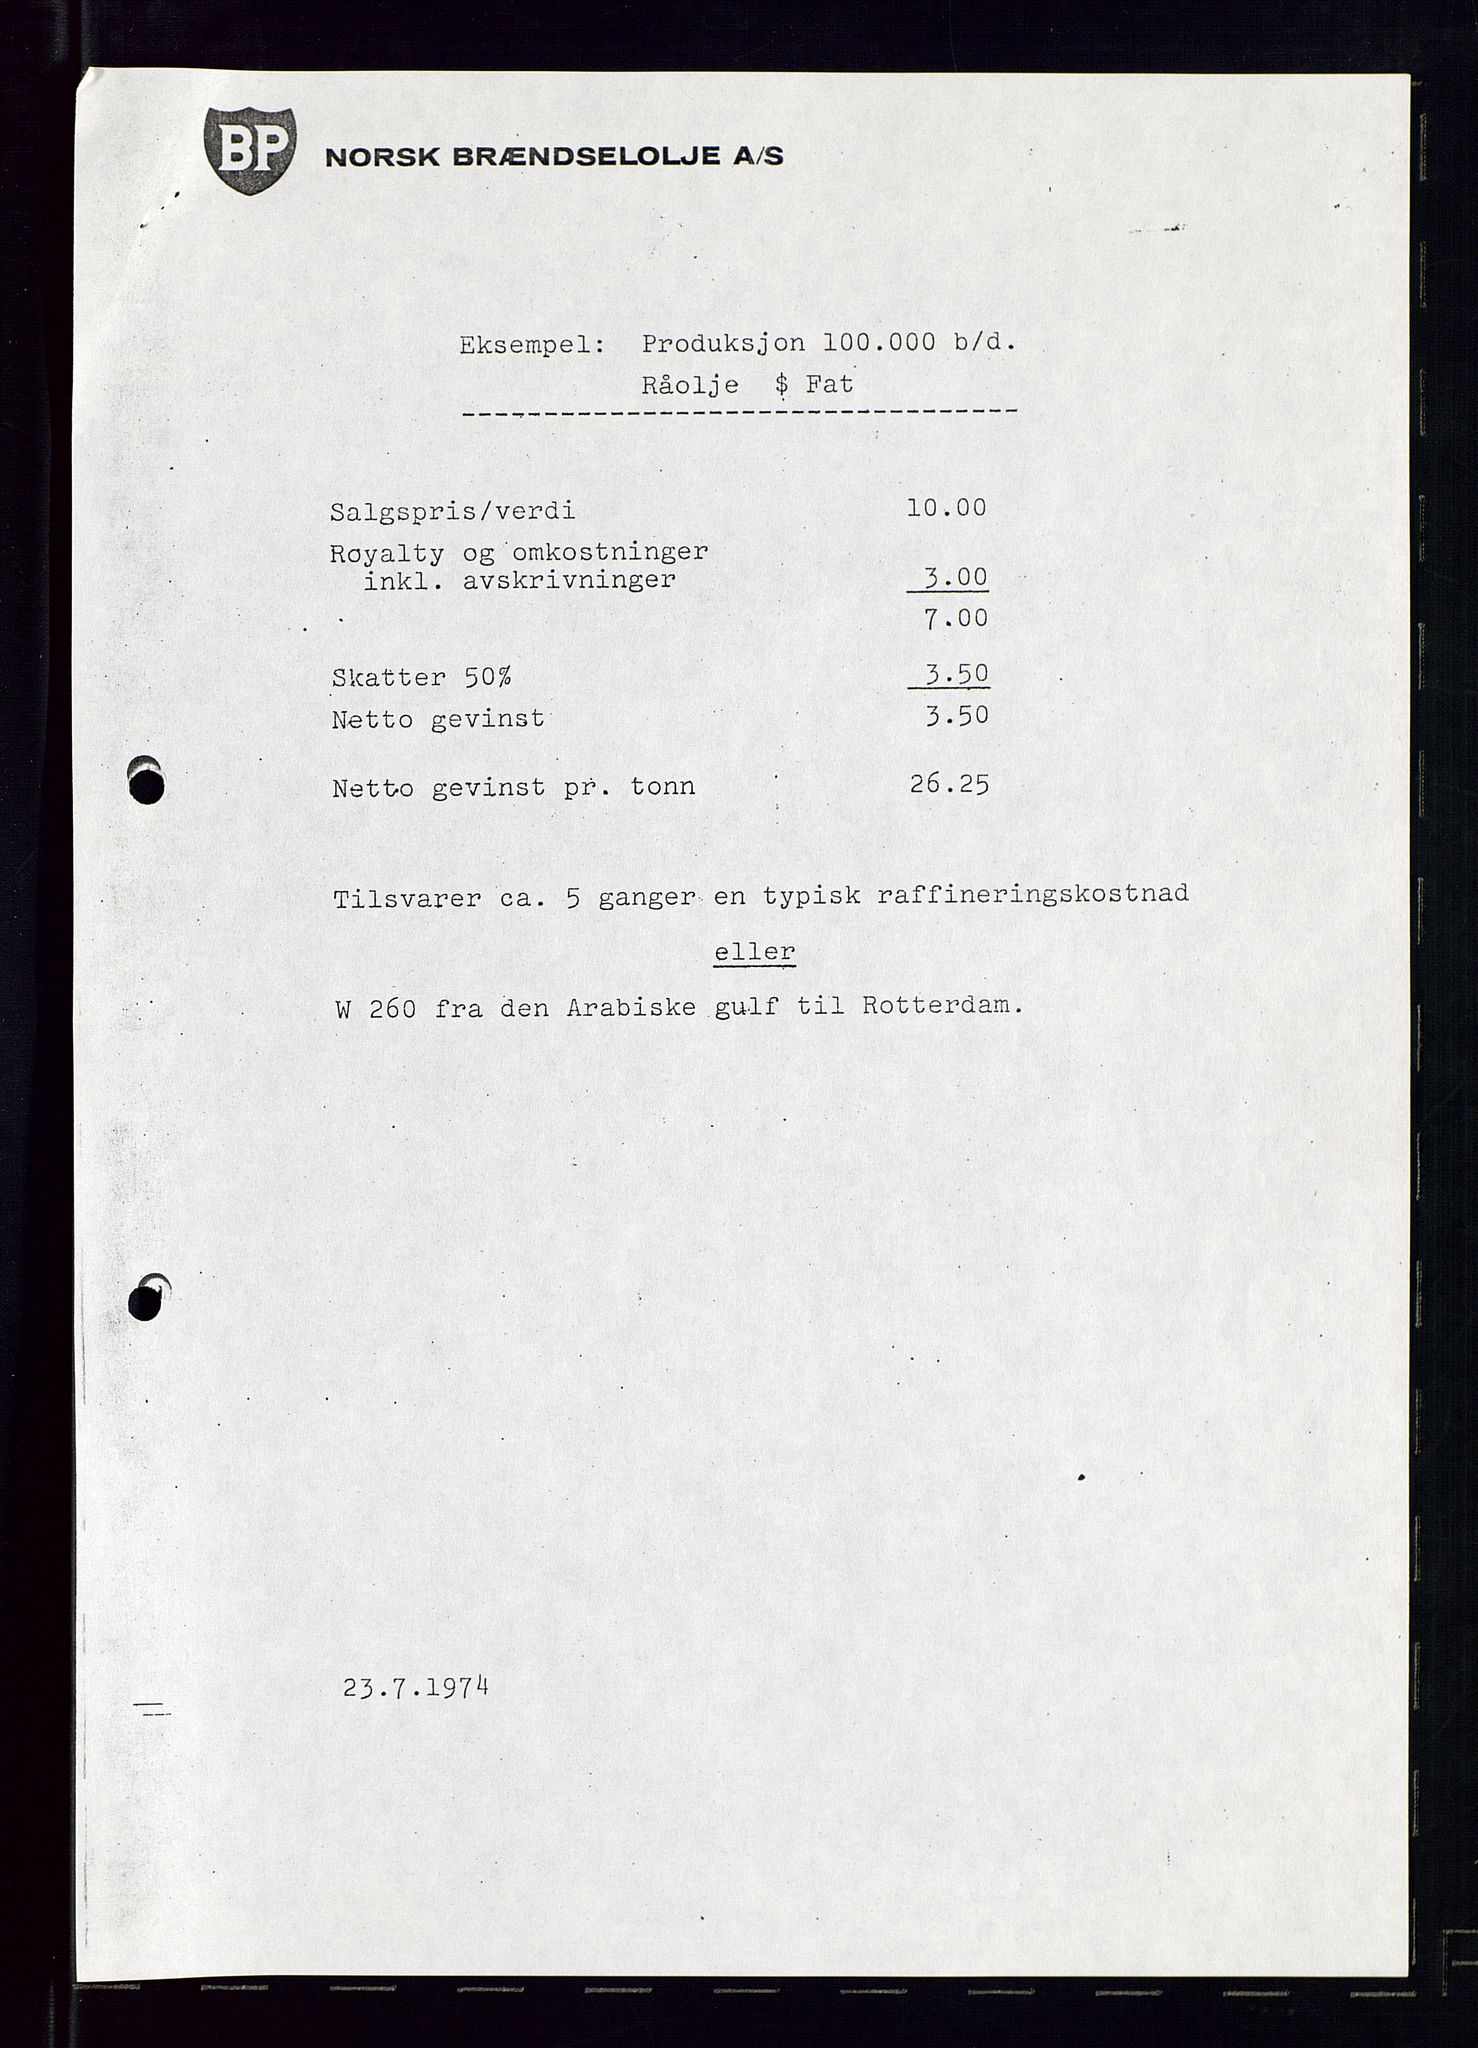 BP NORSK BRÆNDSELOLJE A/S
Eksempel: Produksjon 100.000 b/d.
Råolje $ Fat
Salgspris/verdi 10.00
Royalty og omkostninger
inkl. avskrivninger 3.00
7.00
Skatter 50% 3.50
Netto gevinst 3.50
Netto gevinst pr. tonn 26.25
Tilsvarer ca. 5 ganger en typisk raffineringskostnad
eller
W 260 fra den Arabiske gulf til Rotterdam.
23.7.1974